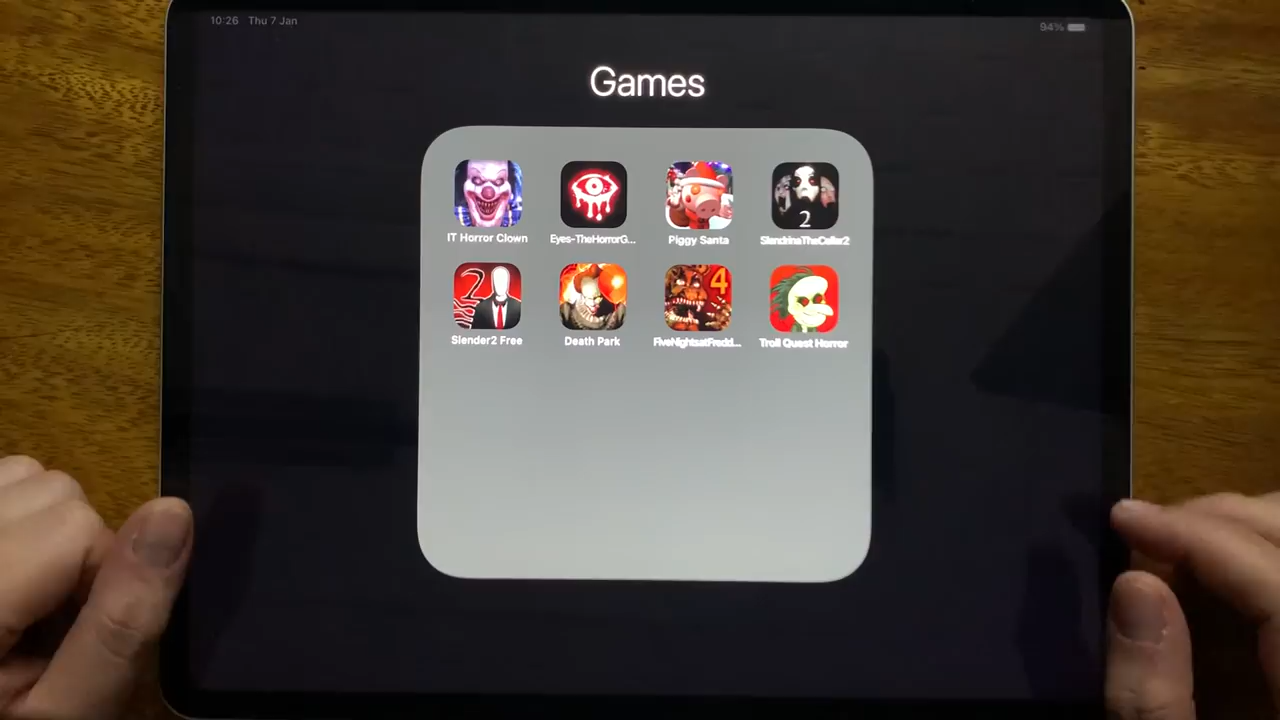 10:26 Thu 7 Jan
94%
Games
IT Horror Clown
Eyes-TheHorrorG...
Piggy Santa
SlendrinaTheCellar2
2
2
4
Slender2 Free
Death Park
FiveNightsatFredd...
Troll Quest Horror